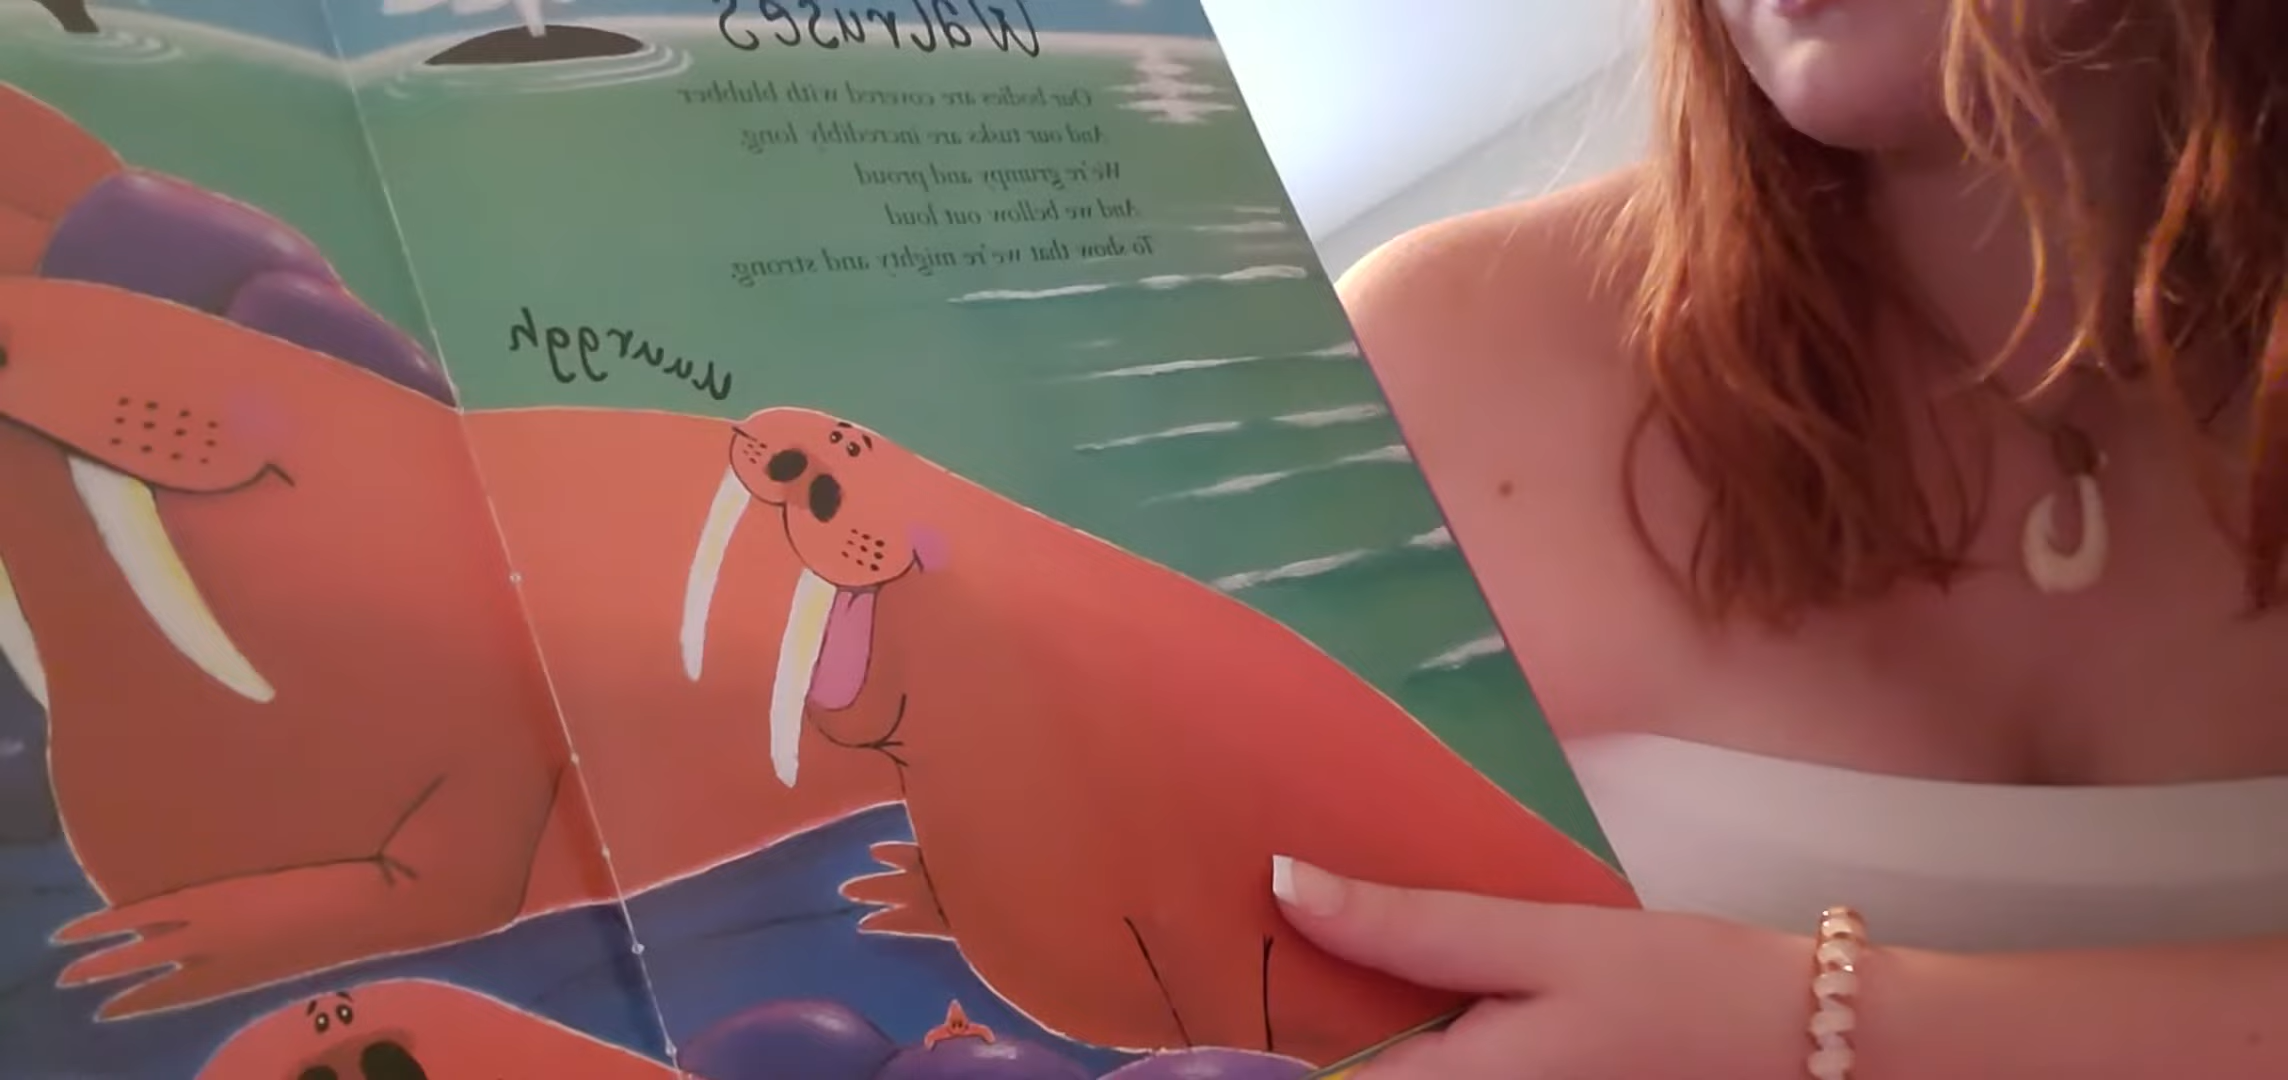 Walruses
Our bodies are covered with blubber
And our tusks are incredibly long.
We're grumpy and proud
And we bellow out loud
To show that we're mighty and strong.
Uuurggh